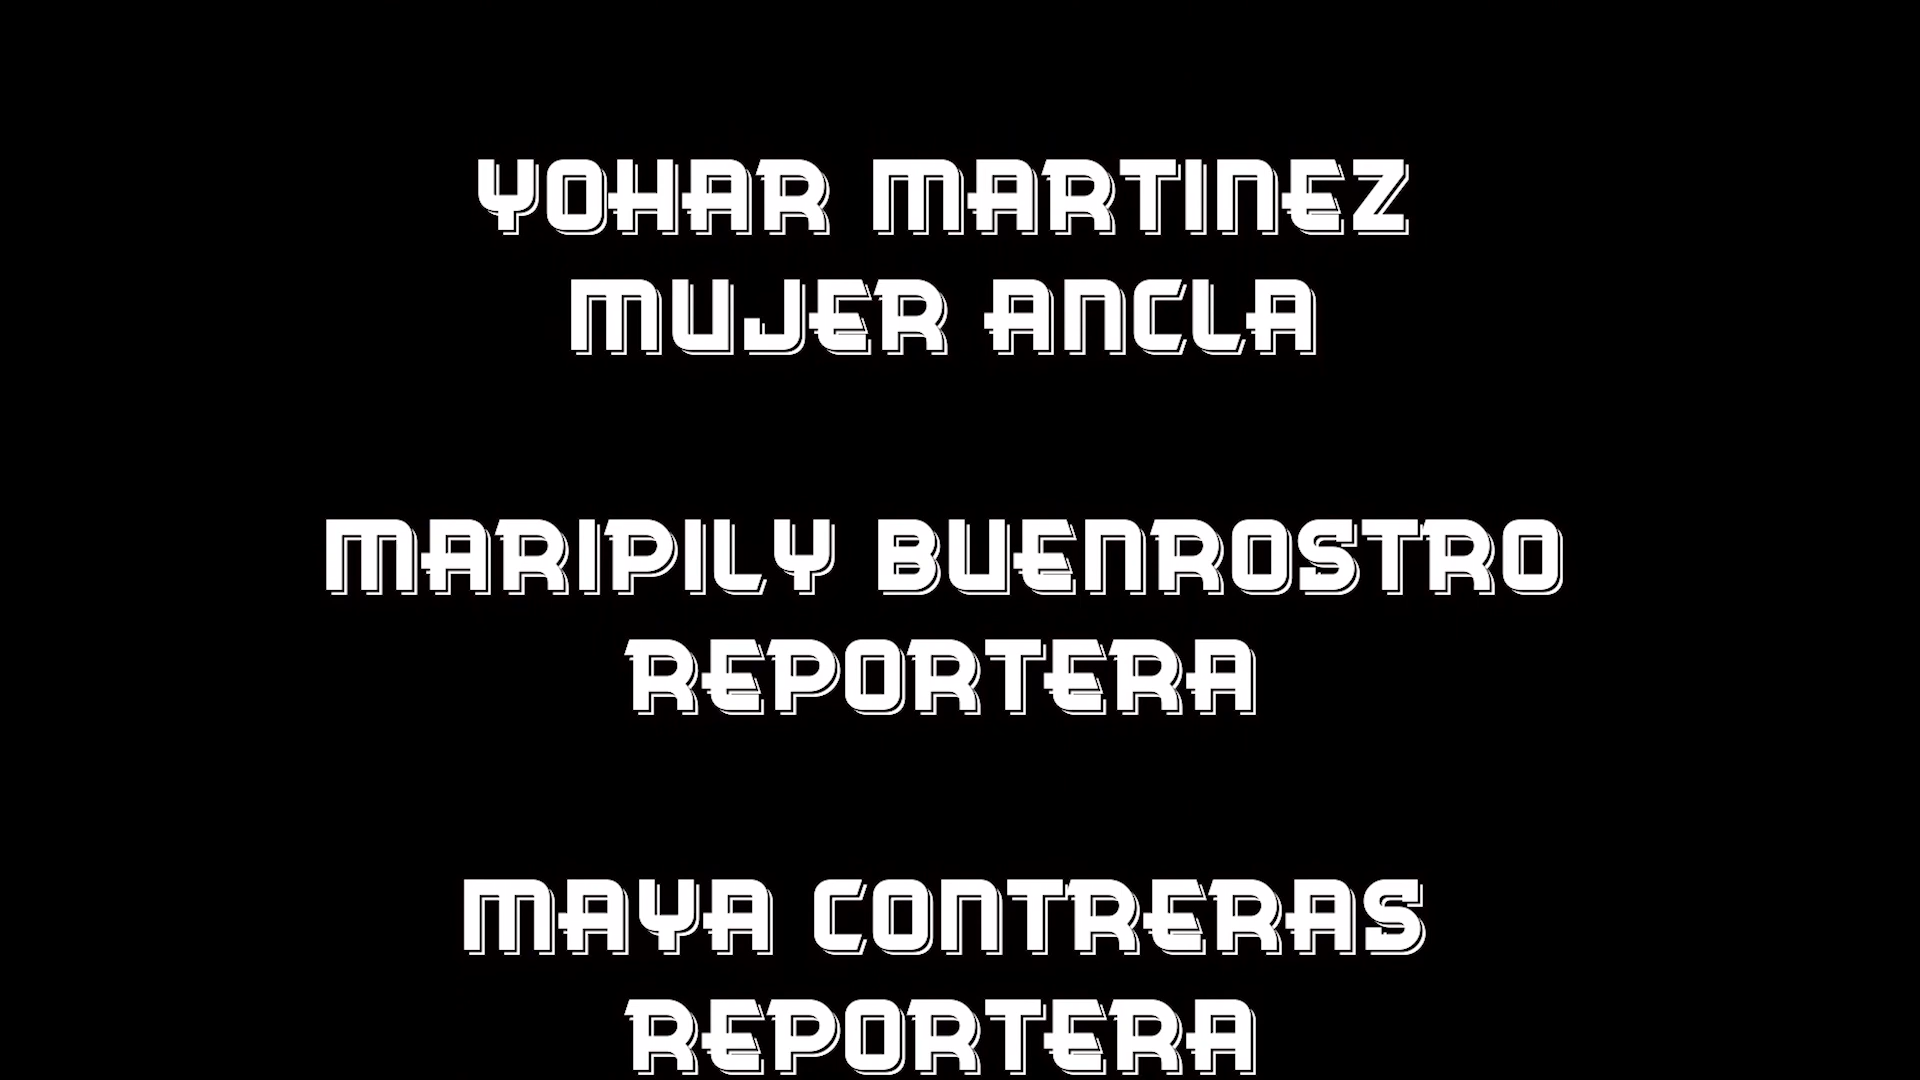 YOHAR MARTINEZ
MUJER ANCLA
MARIPILY BUENROSTRO
REPORTERA
MAYA CONTRERAS
REPORTERA